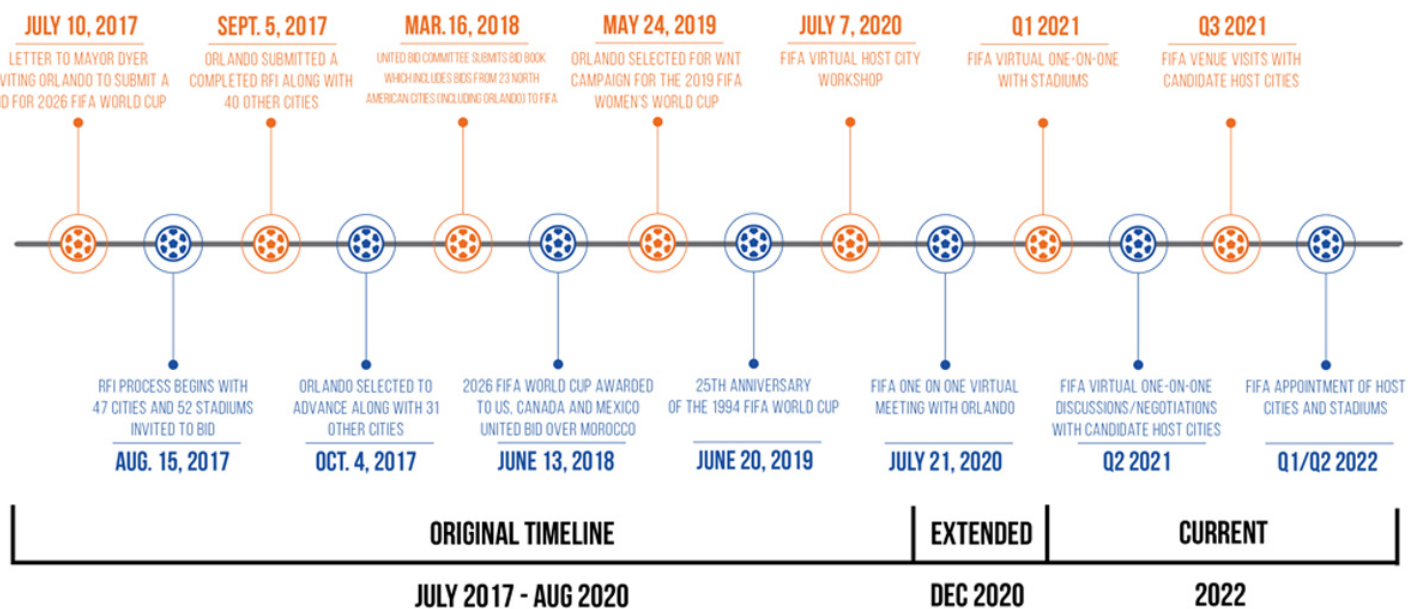 JULY 10, 2017
LETTER TO MAYOR DYER
VITING ORLANDO TO SUBMIT A
D FOR 2026 FIFA WORLD CUP
SEPT. 5, 2017
ORLANDO SUBMITTED A
COMPLETED RFI ALONG WITH
40 OTHER CITIES
MAR.16, 2018
UNITED BID COMMITTEE SUBMITS BID BOOK
WHICH INCLUDES BIDS FROM 23 NORTH
AMERICAN CITIES (INCLUDING ORLANDO) TO FIFA
MAY 24, 2019
ORLANDO SELECTED FOR WNT
CAMPAIGN FOR THE 2019 FIFA
WOMEN'S WORLD CUP
JULY 7, 2020
FIFA VIRTUAL HOST CITY
WORKSHOP
Q1 2021
FIFA VIRTUAL ONE-ON-ONE
WITH STADIUMS
Q3 2021
FIFA VENUE VISITS WITH
CANDIDATE HOST CITIES
RFI PROCESS BEGINS WITH
47 CITIES AND 52 STADIUMS
INVITED TO BID
AUG. 15, 2017
ORLANDO SELECTED TO
ADVANCE ALONG WITH 31
OTHER CITIES
OCT. 4, 2017
2026 FIFA WORLD CUP AWARDED
TO US, CANADA AND MEXICO
UNITED BID OVER MOROCCO
JUNE 13, 2018
25TH ANNIVERSARY
OF THE 1994 FIFA WORLD CUP
JUNE 20, 2019
FIFA ONE ON ONE VIRTUAL
MEETING WITH ORLANDO
JULY 21, 2020
FIFA VIRTUAL ONE-ON-ONE
DISCUSSIONS/NEGOTIATIONS
WITH CANDIDATE HOST CITIES
Q2 2021
FIFA APPOINTMENT OF HOST
CITIES AND STADIUMS
Q1/Q2 2022
ORIGINAL TIMELINE
EXTENDED
CURRENT
JULY 2017 - AUG 2020
DEC 2020
2022